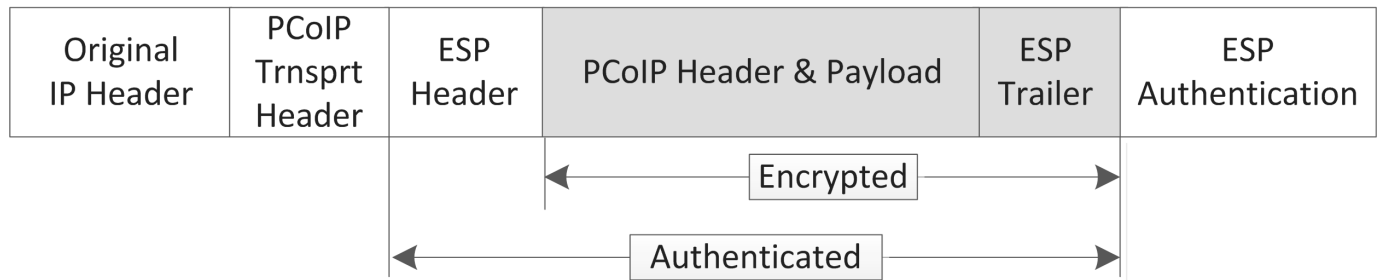 Original
IP Header
PCoIP
Trnsprt
Header
ESP
Header
PCoIP Header & Payload
ESP
Trailer
ESP
Authentication
Encrypted
Authenticated